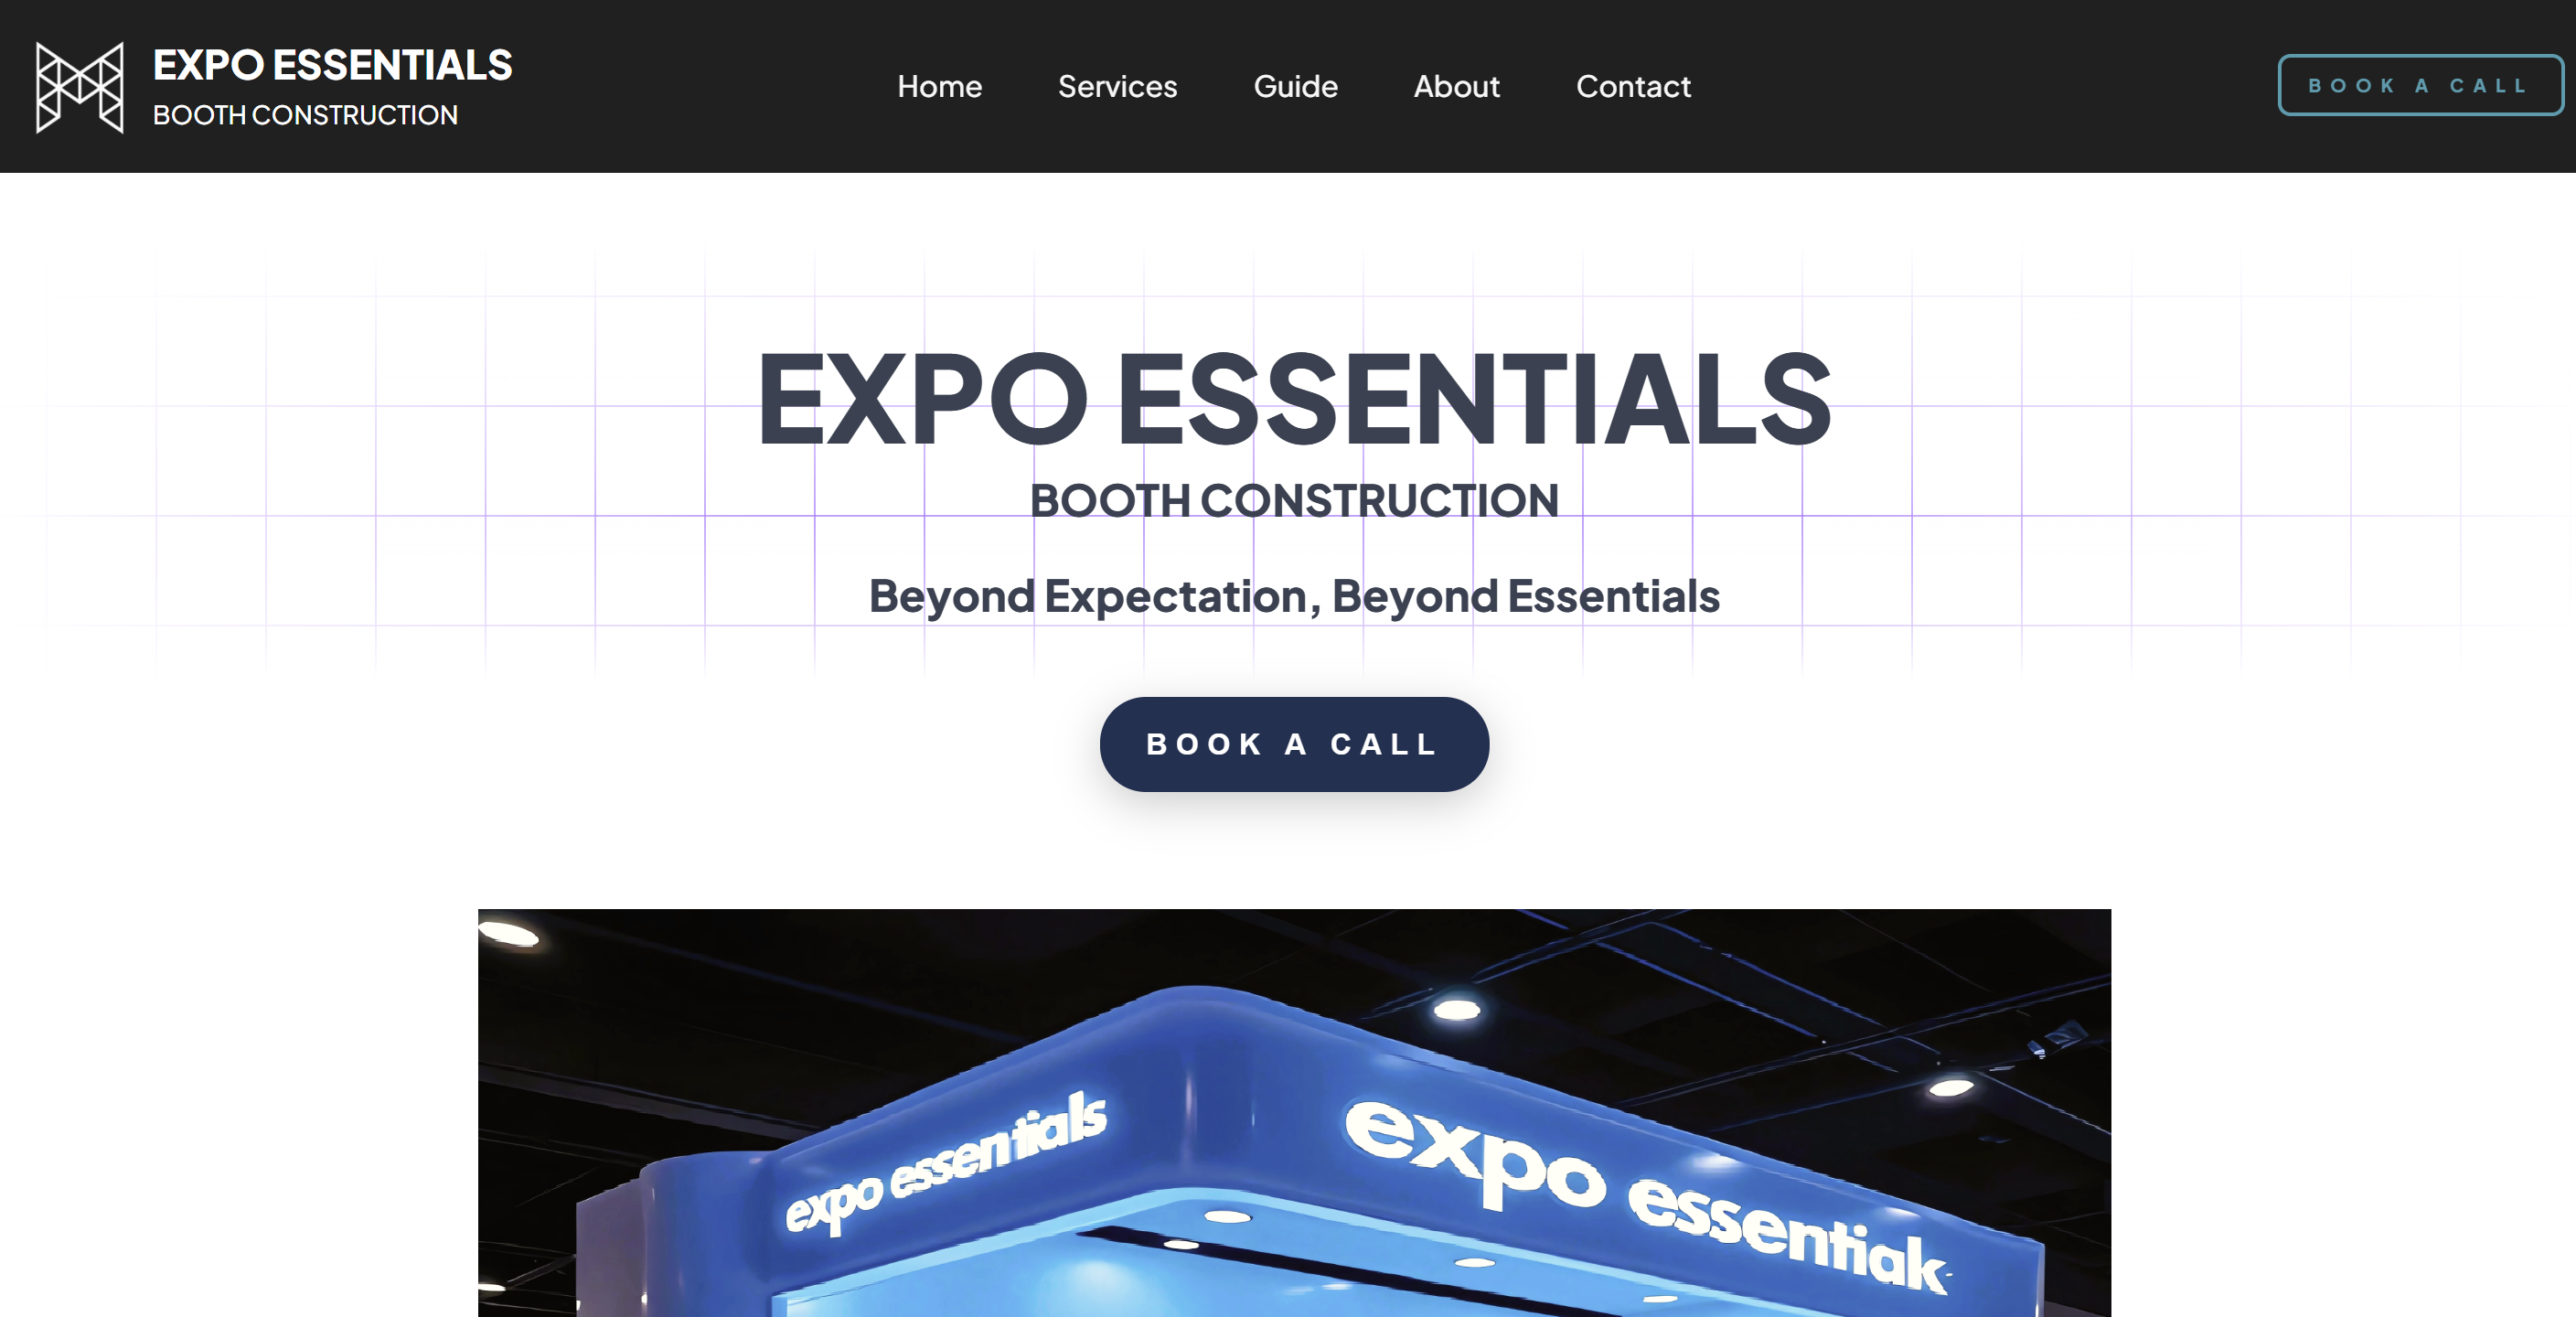 EXPO ESSENTIALS
BOOTH CONSTRUCTION
Home Services Guide About Contact
BOOK A CALL
EXPO ESSENTIALS
BOOTH CONSTRUCTION
Beyond Expectation, Beyond Essentials
BOOK A CALL
expo essentials
expo essentiak